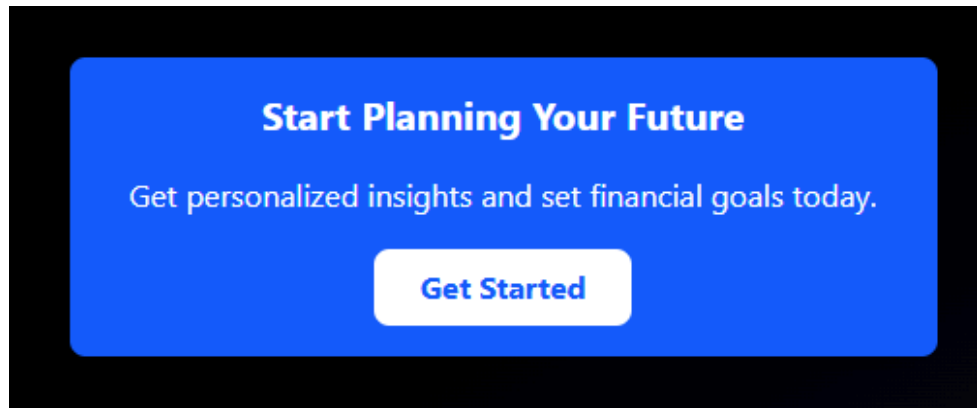 Start Planning Your Future
Get personalized insights and set financial goals today.
Get Started